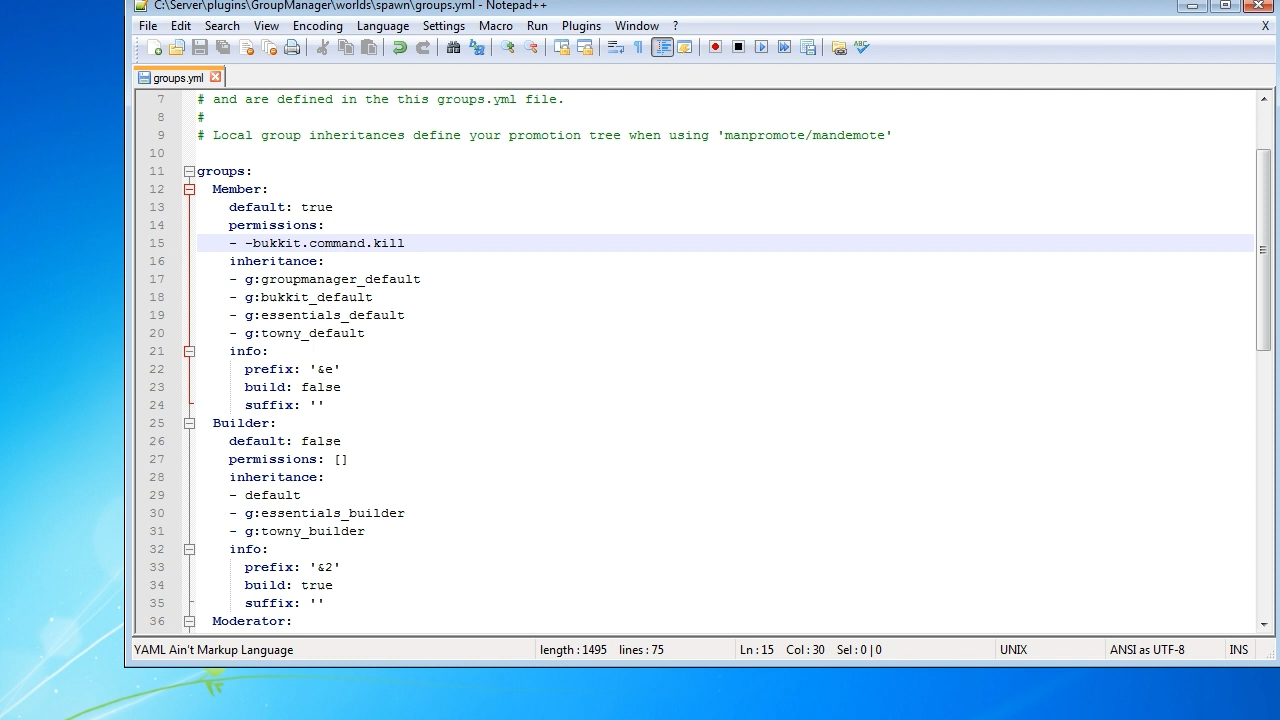 C:\Server\plugins\GroupManager\worlds\spawn\groups.yml - Notepad++
File Edit Search View Encoding Language Settings Macro Run Plugins Window ? X
groups.yml
7 # and are defined in the this groups.yml file.
8 #
9 # Local group inheritances define your promotion tree when using 'manpromote/mandemote'
10
11 groups:
12 Member:
13 default: true
14 permissions:
15 - -bukkit.command.kill
16 inheritance:
17 - g:groupmanager_default
18 - g:bukkit_default
19 - g:essentials_default
20 - g:towny_default
21 info:
22 prefix: '&e'
23 build: false
24 suffix: ''
25 Builder:
26 default: false
27 permissions: []
28 inheritance:
29 - default
30 - g:essentials_builder
31 - g:towny_builder
32 info:
33 prefix: '&2'
34 build: true
35 suffix: ''
36 Moderator:
YAML Ain't Markup Language length : 1495 lines : 75 Ln : 15 Col : 30 Sel : 0 | 0 UNIX ANSI as UTF-8 INS